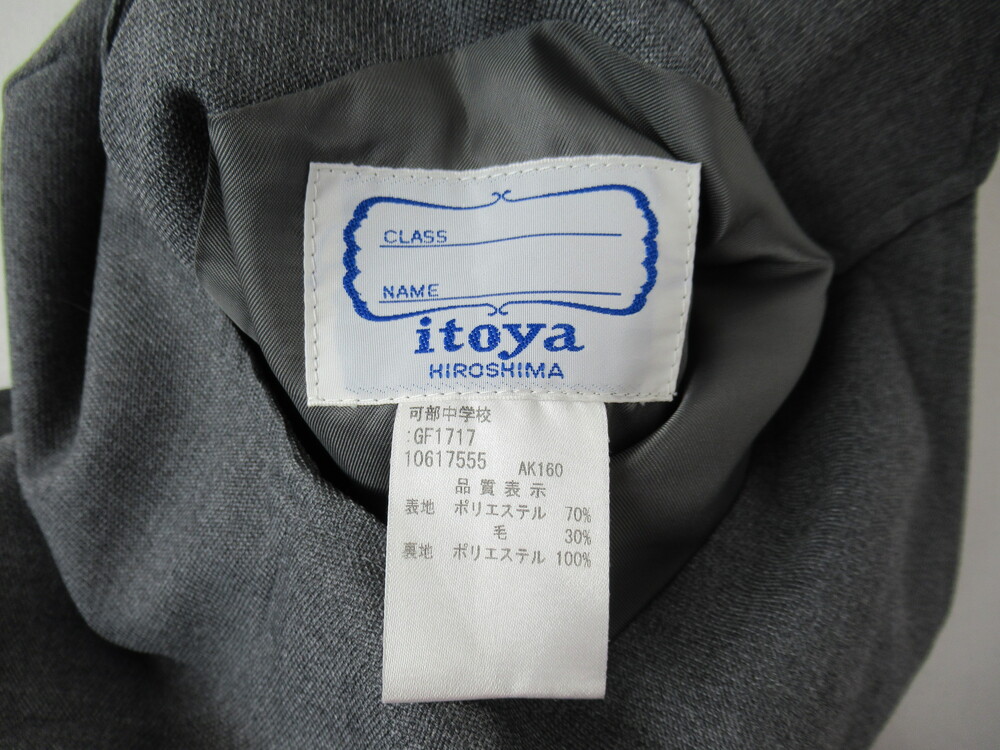 CLASS
NAME
itoya
HIROSHIMA
可部中学校
:GF1717
10617555 AK160
品質表示
表地 ポリエステル 70%
毛 30%
裏地 ポリエステル 100%